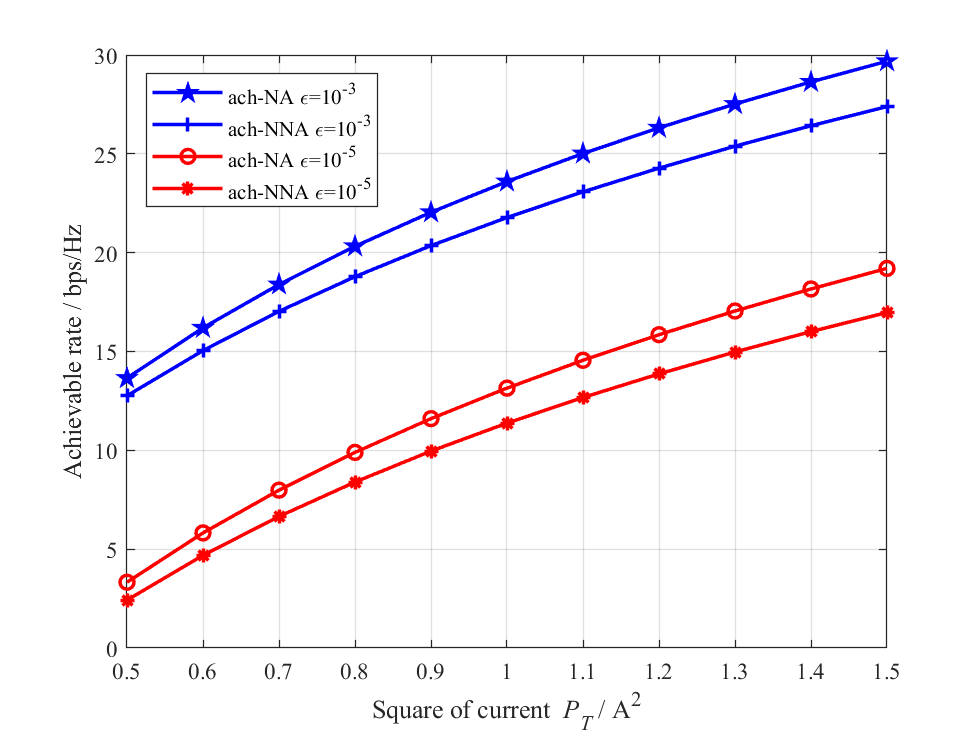 30
25
20
15
10
5
0
Achievable rate / bps/Hz
ach-NA ϵ=10^-3
ach-NNA ϵ=10^-3
ach-NA ϵ=10^-5
ach-NNA ϵ=10^-5
0.5 0.6 0.7 0.8 0.9 1 1.1 1.2 1.3 1.4 1.5
Square of current P_T / A^2